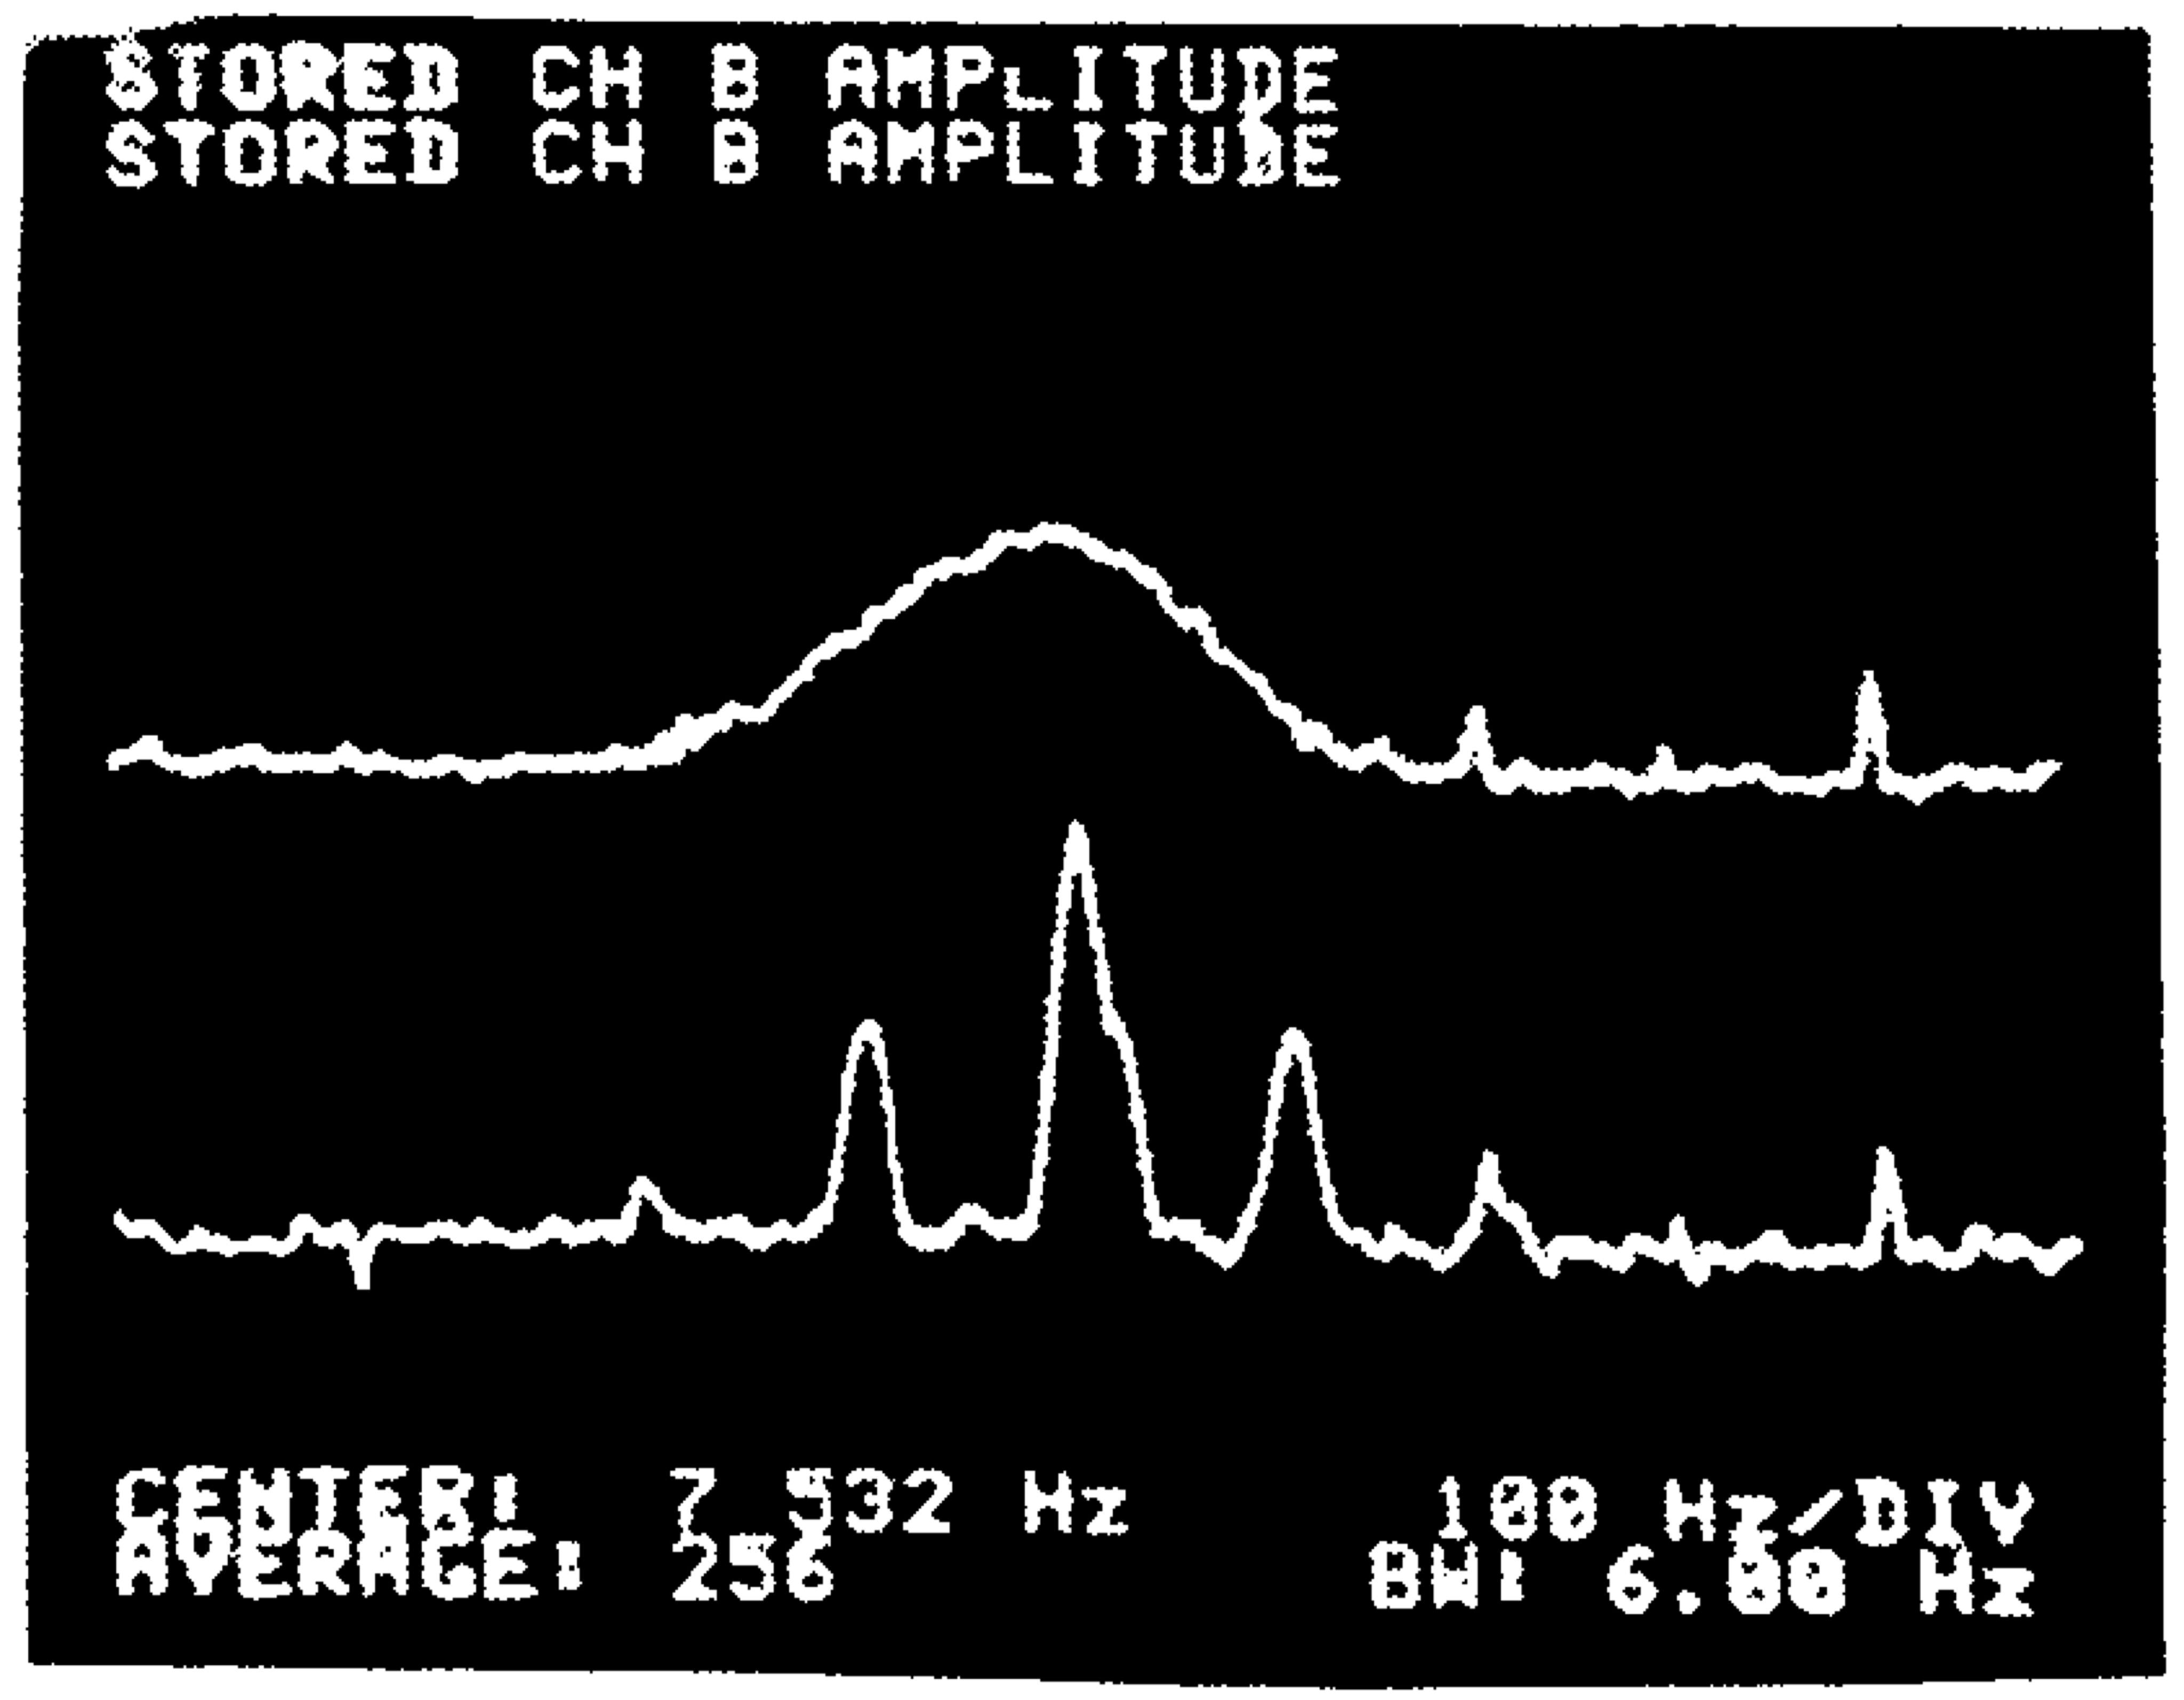 STORED CH B AMPLITUDE
STORED CH B AMPLITUDE
CENTER: 7 532 Hz 100 Hz/DIV
AVERAGE: 256 BW: 6.00 Hz